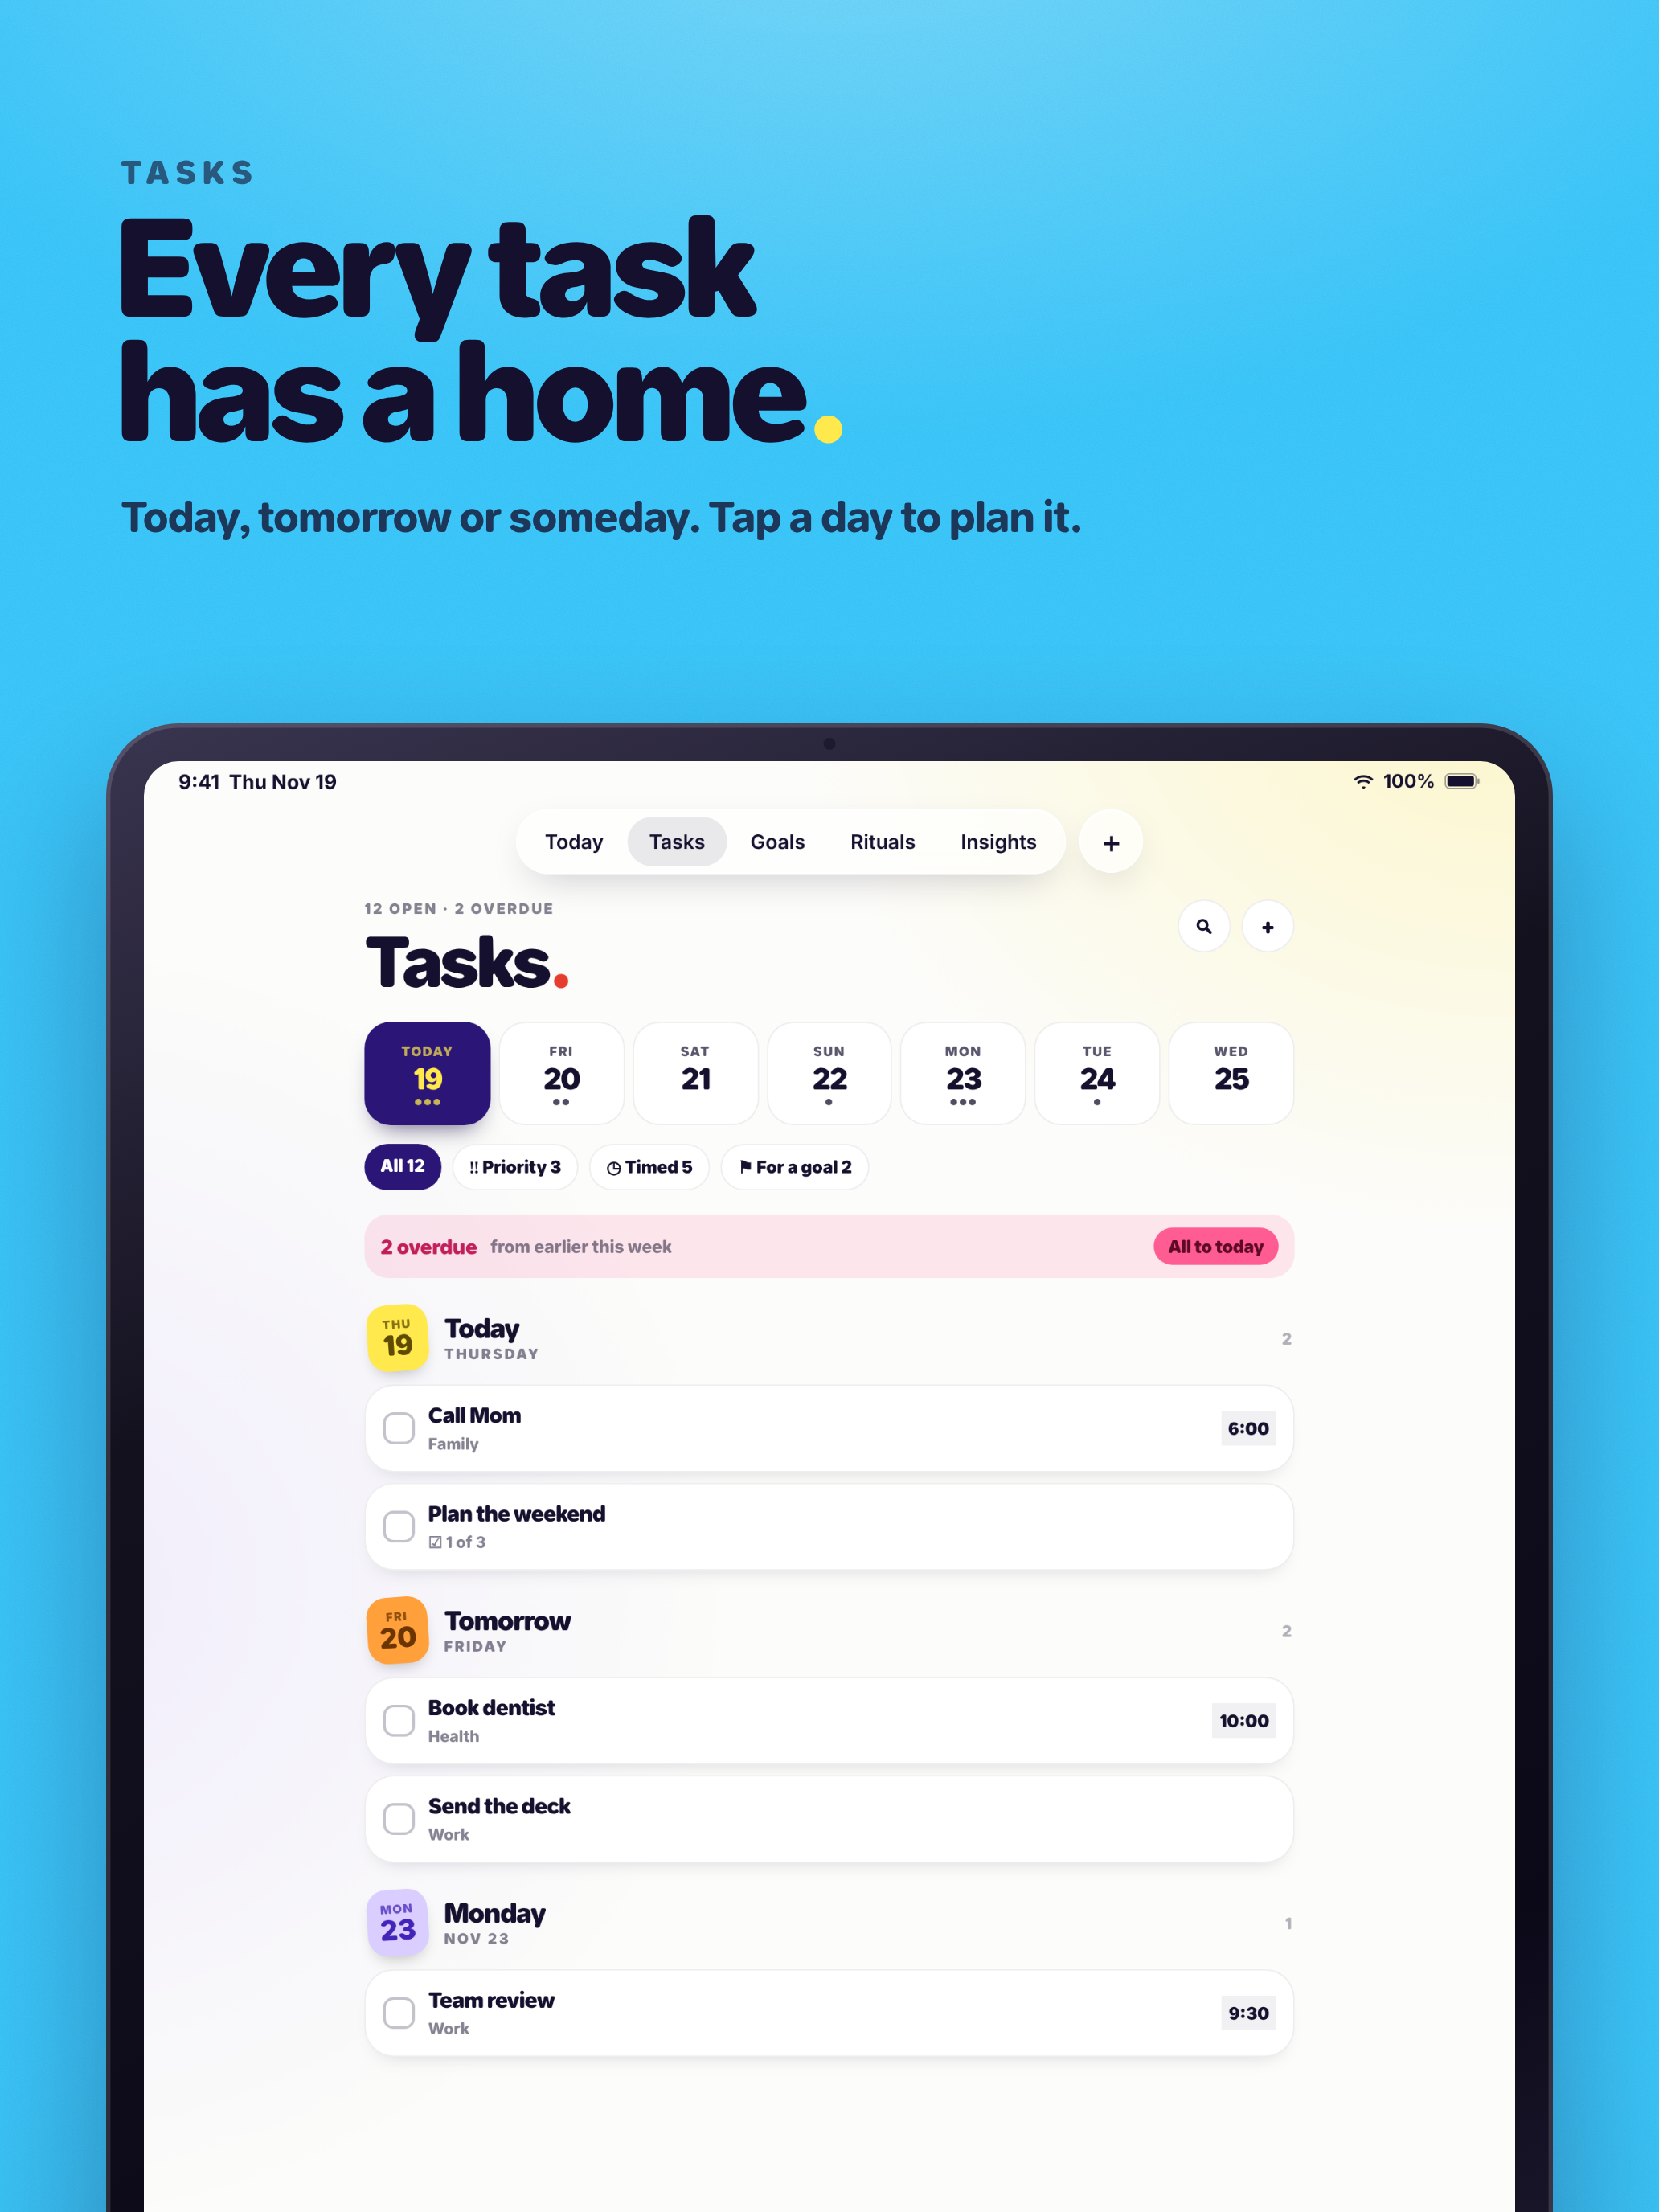 TASKS
Every task
has a home.
Today, tomorrow or someday. Tap a day to plan it.
9:41 Thu Nov 19
100%
Today Tasks Goals Rituals Insights +
12 OPEN · 2 OVERDUE
Tasks.
+
TODAY FRI SAT SUN MON TUE WED
19 20 21 22 23 24 25
All 12 !! Priority 3 Timed 5 For a goal 2
2 overdue from earlier this week All to today
THU
19
Today
THURSDAY
2
Call Mom
Family
6:00
Plan the weekend
☑ 1 of 3
FRI
20
Tomorrow
FRIDAY
2
Book dentist
Health
10:00
Send the deck
Work
MON
23
Monday
NOV 23
1
Team review
Work
9:30